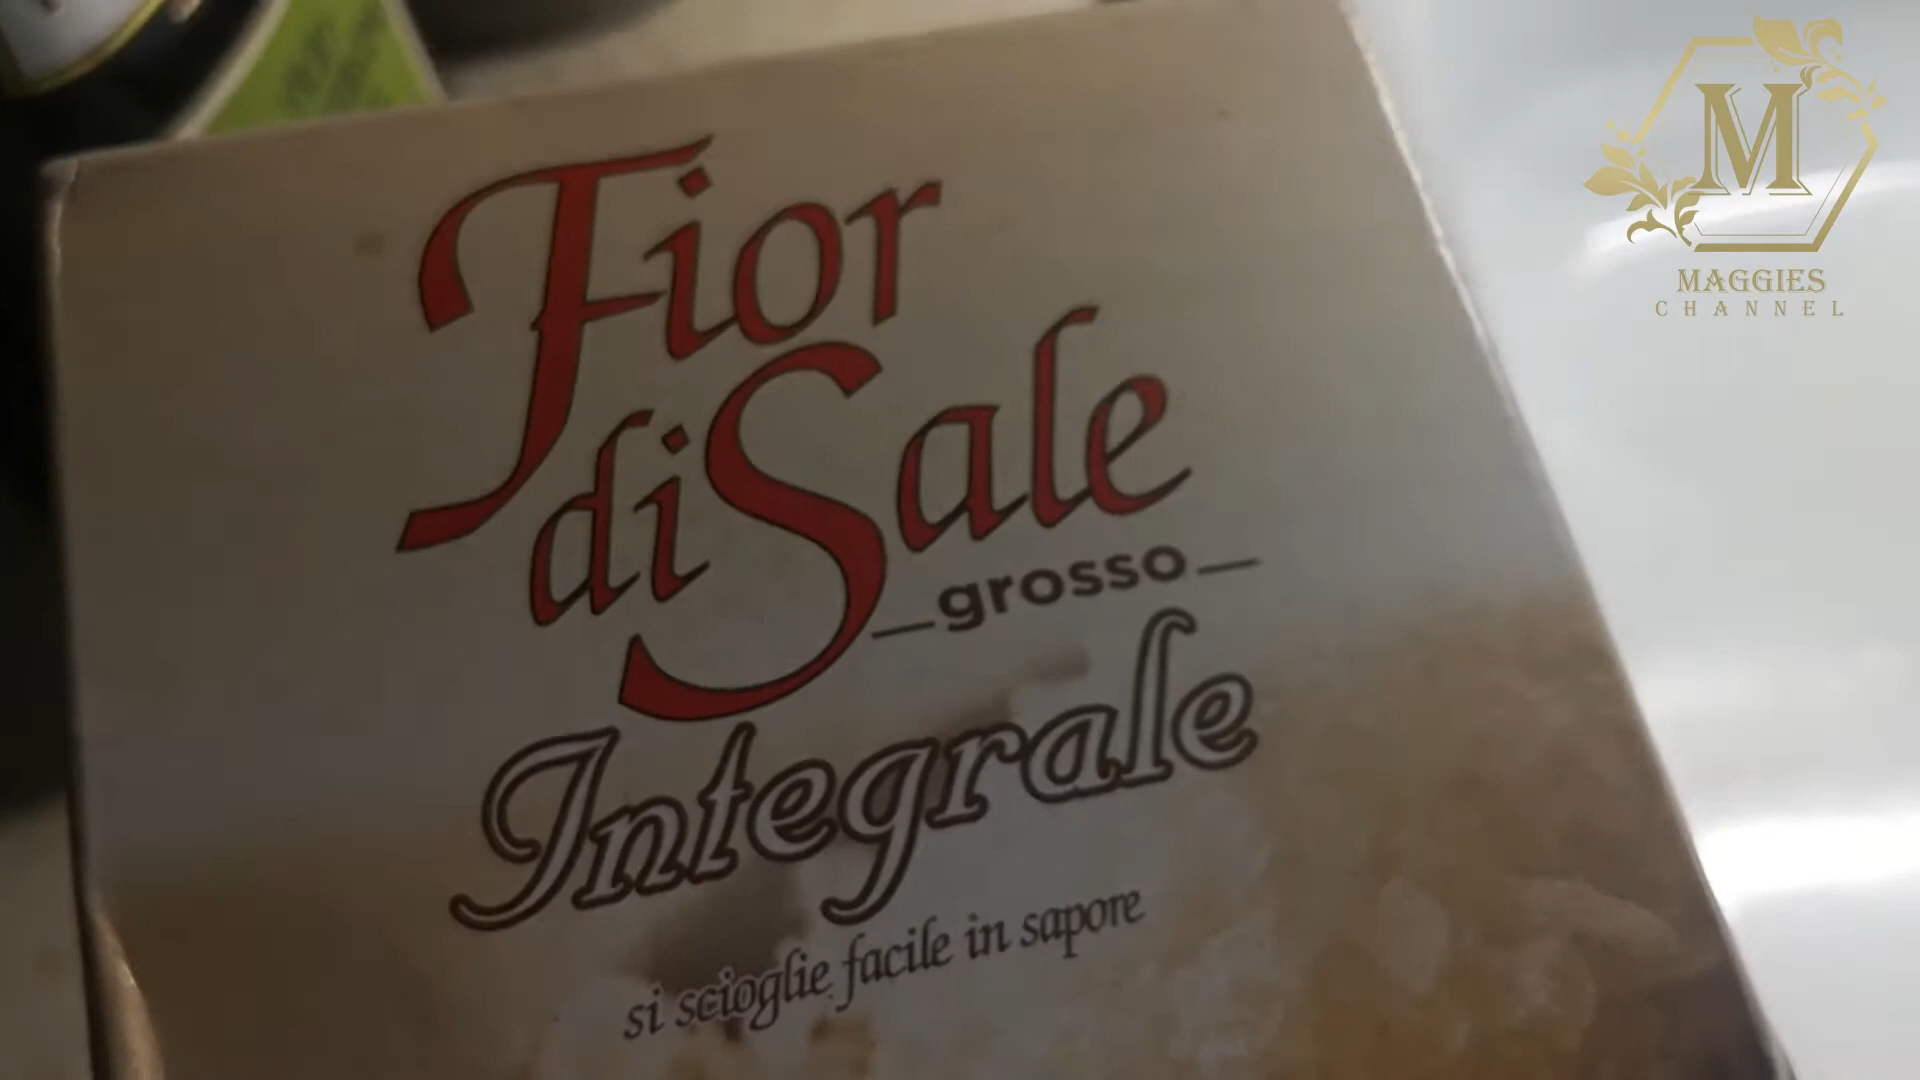 Fior
di Sale
grosso
Integrale
si scioglie facile in sapore
M
MAGGIES
CHANNEL